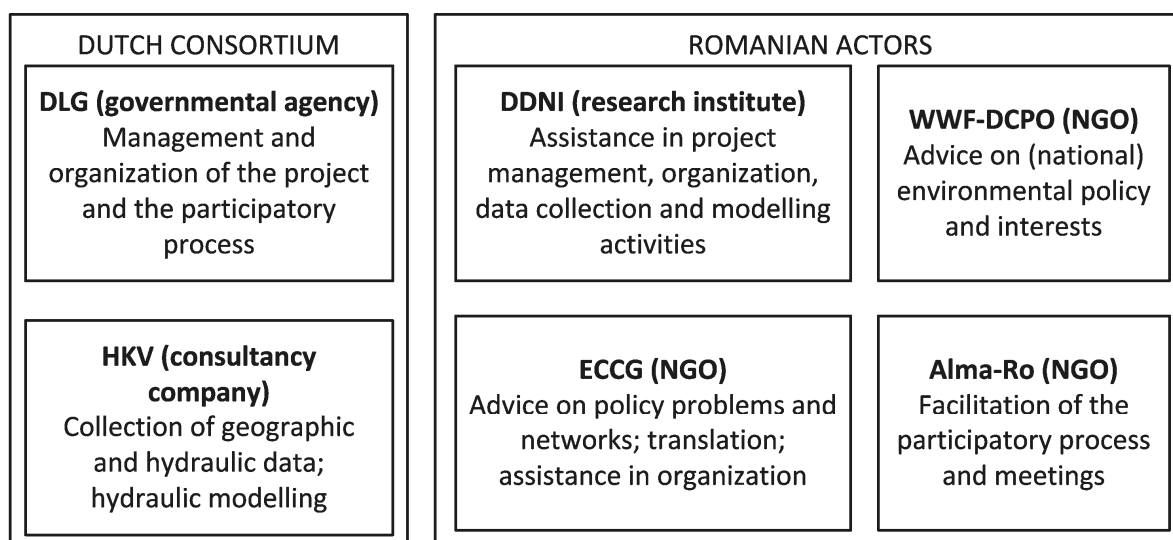 DUTCH CONSORTIUM
DLG (governmental agency)
Management and
organization of the project
and the participatory
process
HKV (consultancy
company)
Collection of geographic
and hydraulic data;
hydraulic modelling
ROMANIAN ACTORS
DDNI (research institute)
Assistance in project
management, organization,
data collection and modelling
activities
WWF-DCPO (NGO)
Advice on (national)
environmental policy
and interests
ECCG (NGO)
Advice on policy problems and
networks; translation;
assistance in organization
Alma-Ro (NGO)
Facilitation of the
participatory process
and meetings